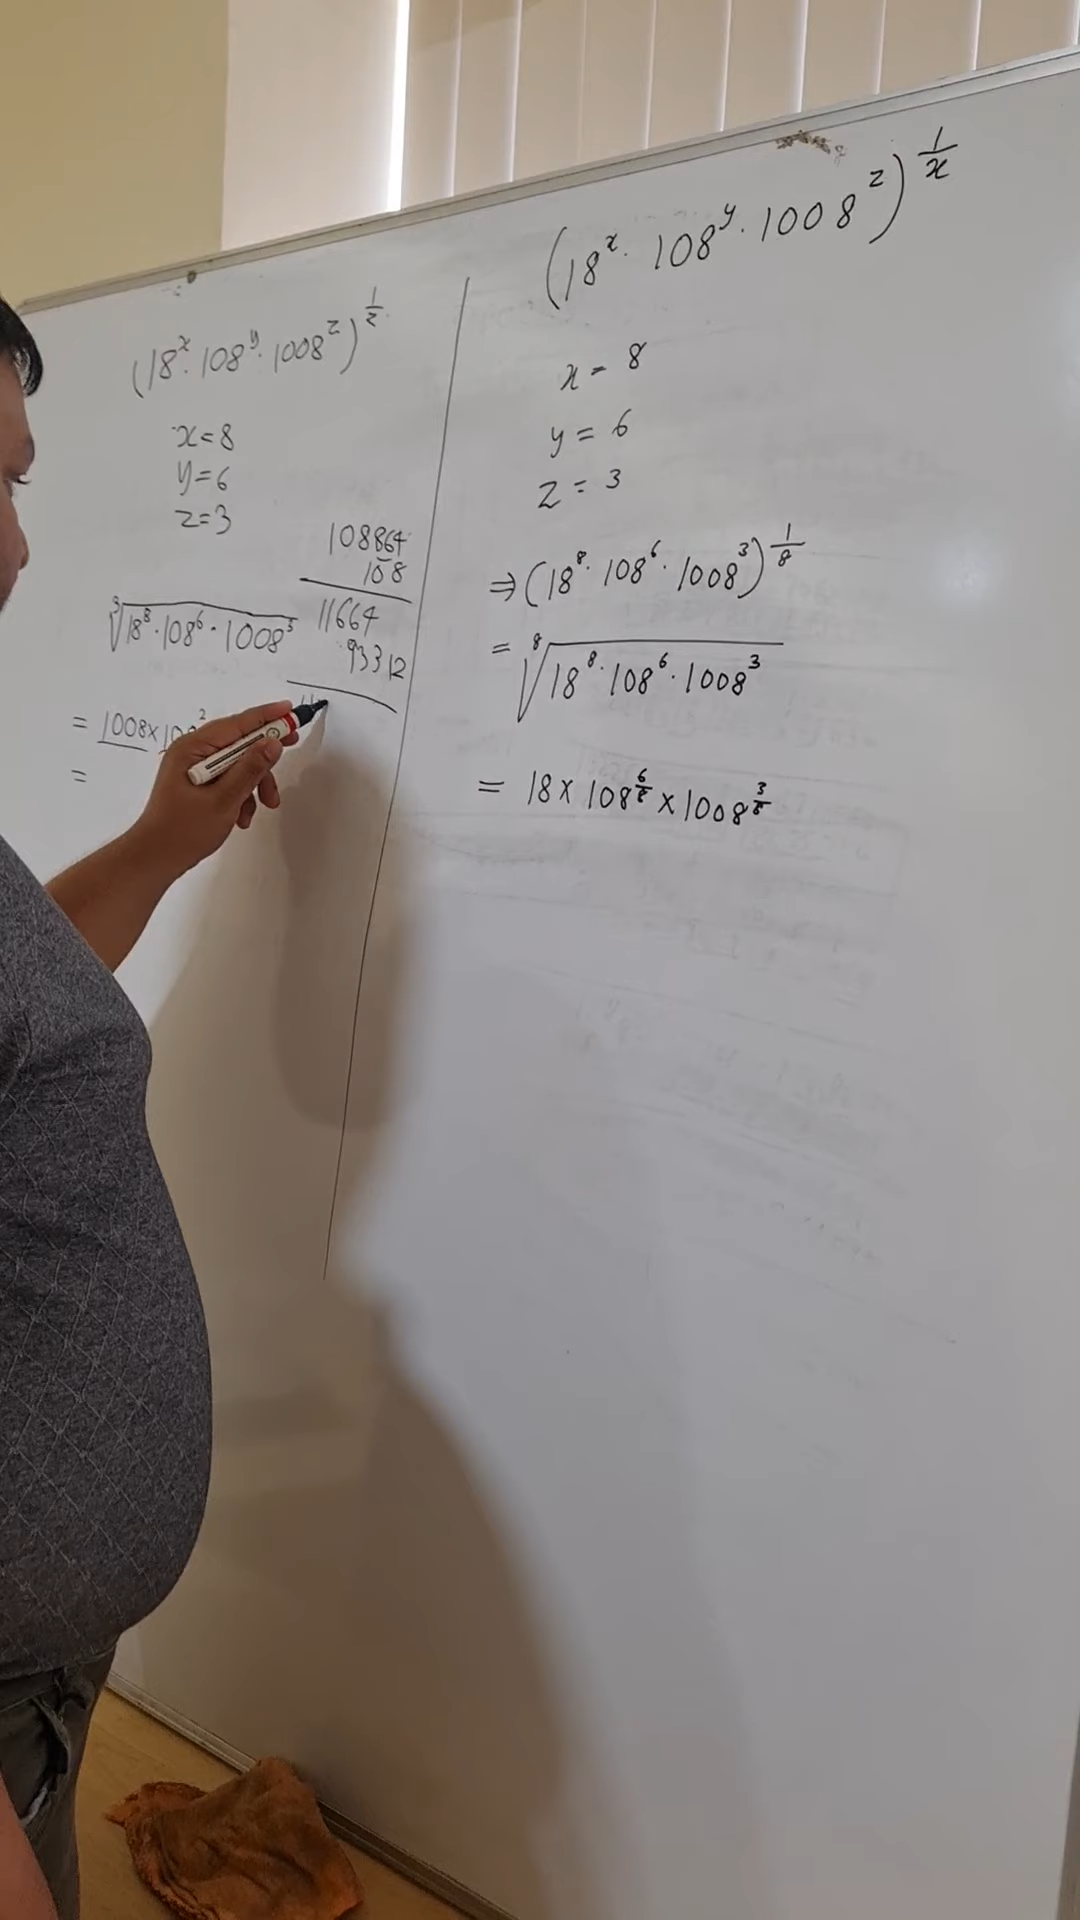 (18^x · 108^y · 1008^z)^1/z
x=8
y=6
z=3
108864
108
11664
93312
∛18^8 · 108^6 · 1008^3
= 1008×
=
(18^x · 108^y · 1008^z)^1/x
x = 8
y = 6
z = 3
⇒ (18^8 · 108^6 · 1008^3)^1/8
= ⁸√18^8 · 108^6 · 1008^3
= 18 × 108^6/8 × 1008^3/8